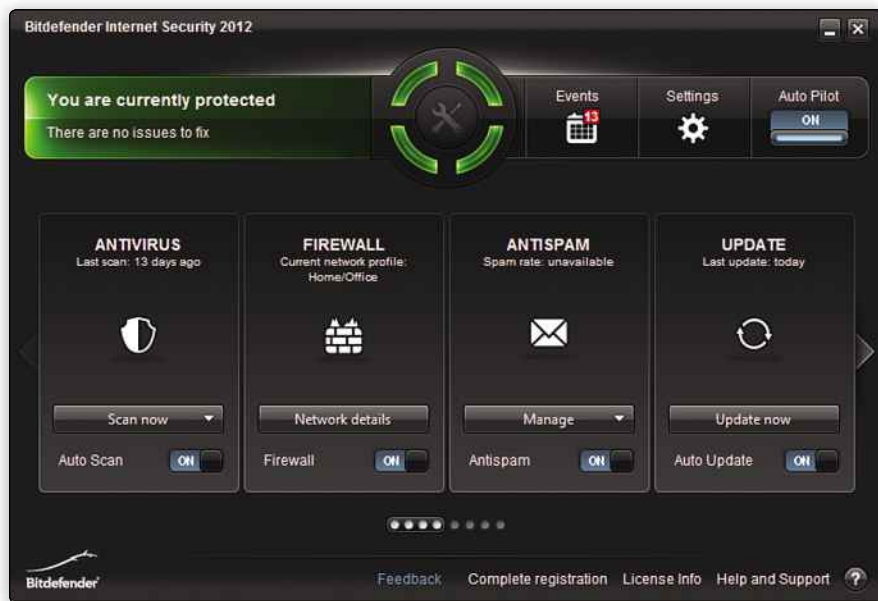 Bitdefender Internet Security 2012
You are currently protected
There are no issues to fix
Events
13
Settings
Auto Pilot
ON
ANTIVIRUS
Last scan: 13 days ago
Scan now
Auto Scan
ON
FIREWALL
Current network profile:
Home/Office
Network details
Firewall
ON
ANTISPAM
Spam rate: unavailable
Manage
Antispam
ON
UPDATE
Last update: today
Update now
Auto Update
ON
Bitdefender
Feedback
Complete registration
License Info
Help and Support
?